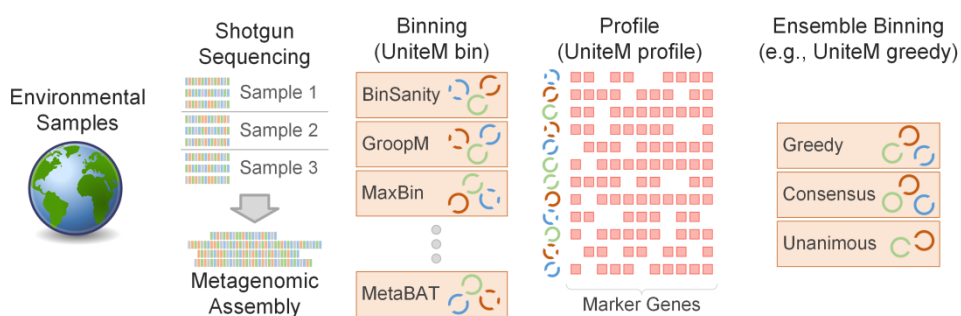 Environmental
Samples
Shotgun
Sequencing
Sample 1
Sample 2
Sample 3
Metagenomic
Assembly
Binning
(UniteM bin)
BinSanity
GroopM
MaxBin
MetaBAT
Profile
(UniteM profile)
Marker Genes
Ensemble Binning
(e.g., UniteM greedy)
Greedy
Consensus
Unanimous